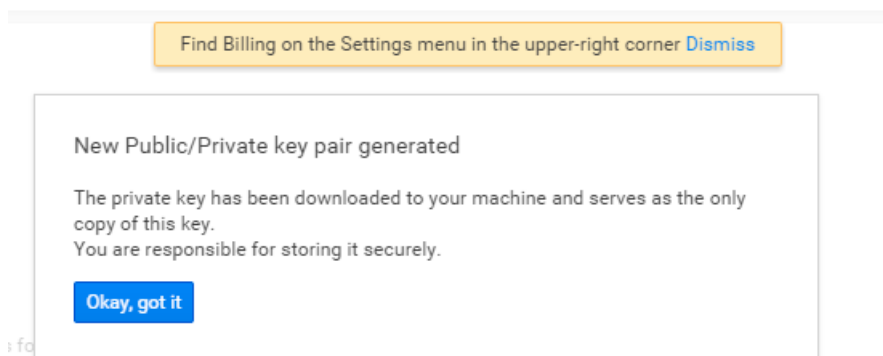 Find Billing on the Settings menu in the upper-right corner Dismiss
New Public/Private key pair generated
The private key has been downloaded to your machine and serves as the only
copy of this key.
You are responsible for storing it securely.
Okay, got it